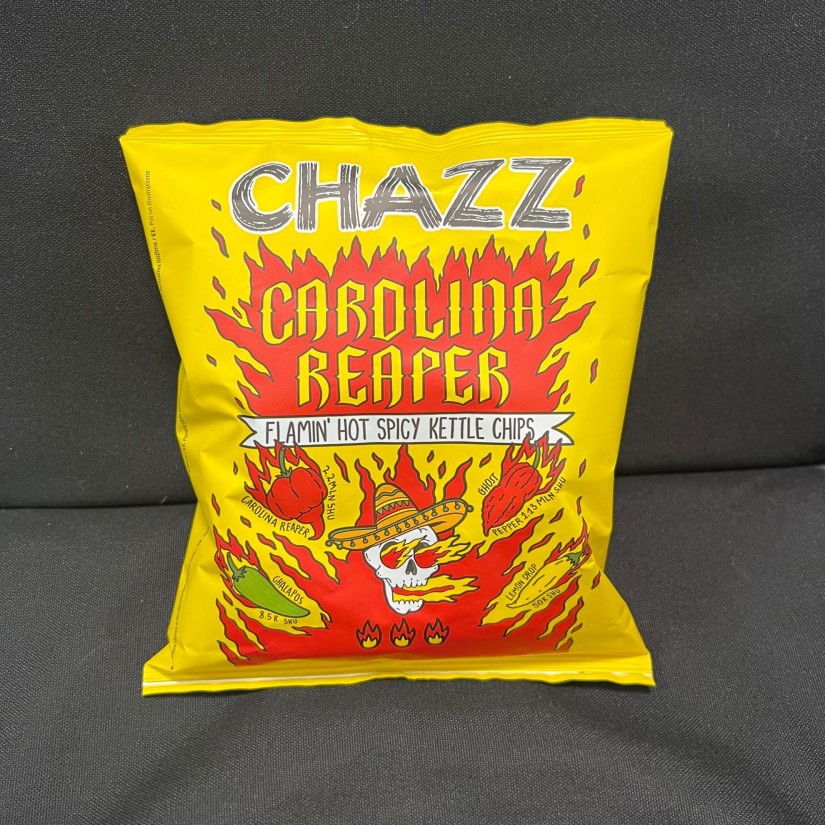 CHAZZ
CAROLINA
REAPER
FLAMIN' HOT SPICY KETTLE CHIPS
CAROLINA REAPER
2.2 MLN SHU
GHOST
PEPPER 1.13 MLN SHU
GHALAPOS
8.5 K SHU
LEMON DROP
50K SHU